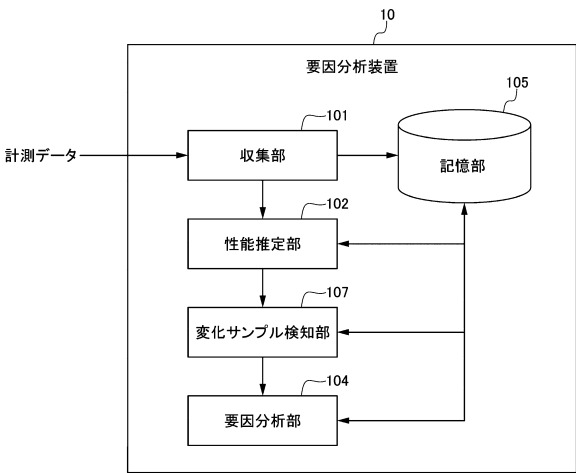 10
要因分析装置
101
105
計測データ
収集部
記憶部
102
性能推定部
107
変化サンプル検知部
104
要因分析部